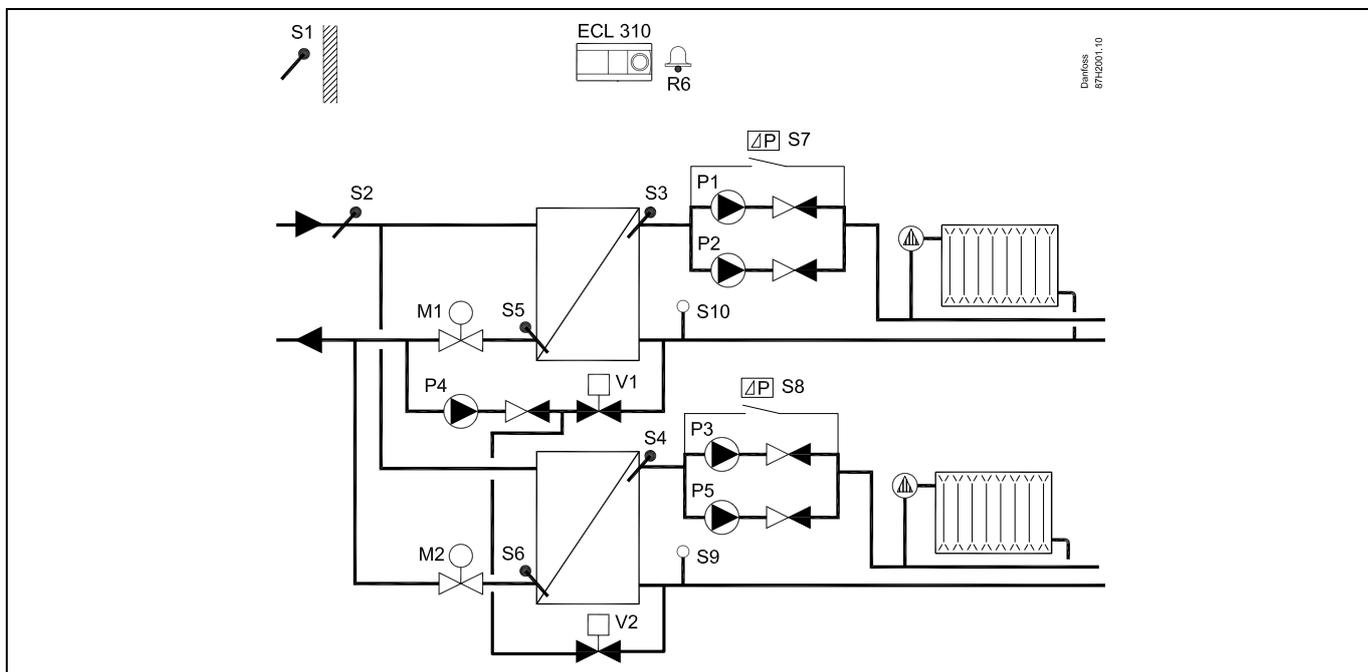 S1
ECL 310
R6
Danfoss
87H2001.10
P S7
P1
S2
S3
P2
M1
S5
S10
P4
V1
P S8
P3
S4
P5
M2
S6
S9
V2